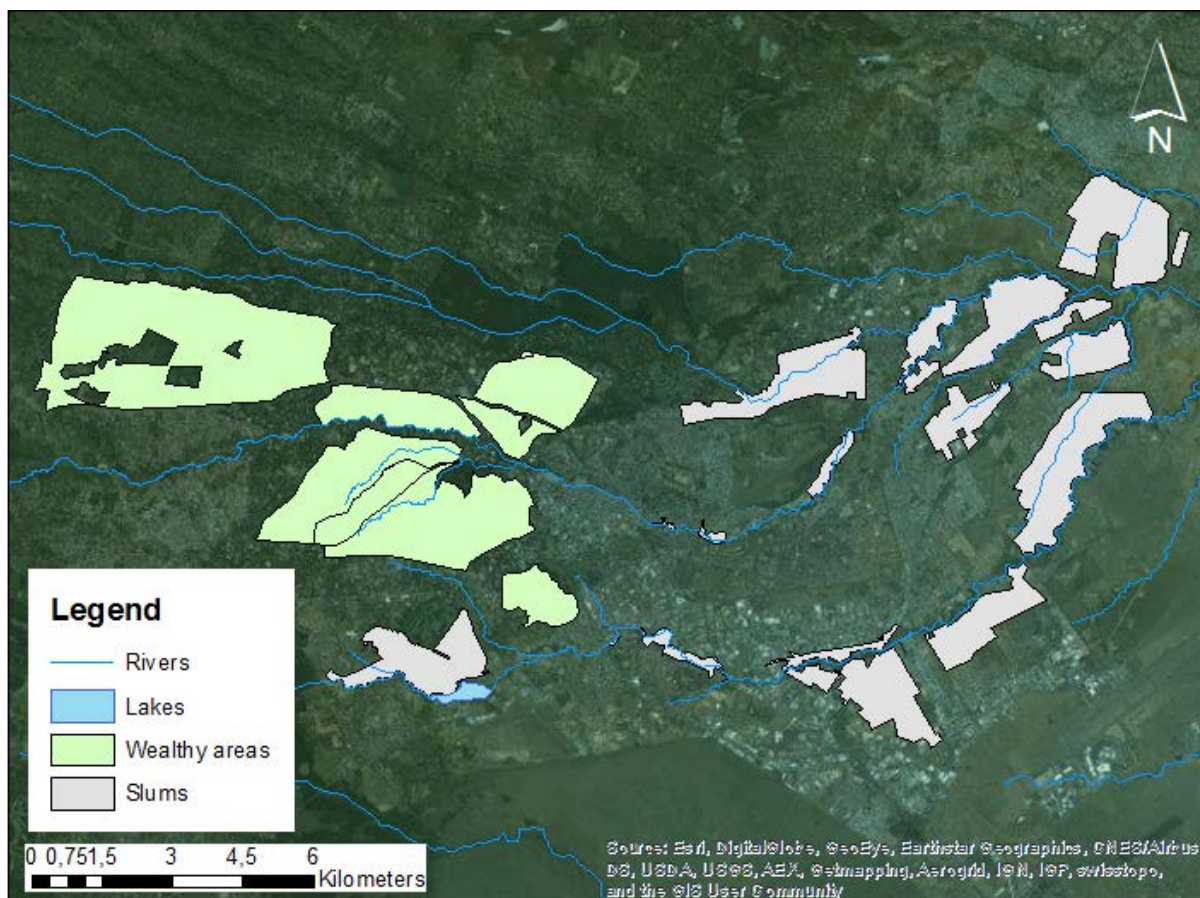 N
Legend
Rivers
Lakes
Wealthy areas
Slums
0 0,751,5 3 4,5 6
Kilometers
Source: Esri, DigitalGlobe, GeoEye, Earthstar Geographics, CNES/Airbus
DS, USDA, USGS, AEX, Getmapping, Aerogrid, IGN, IGP, swisstopo,
and the GIS User Community